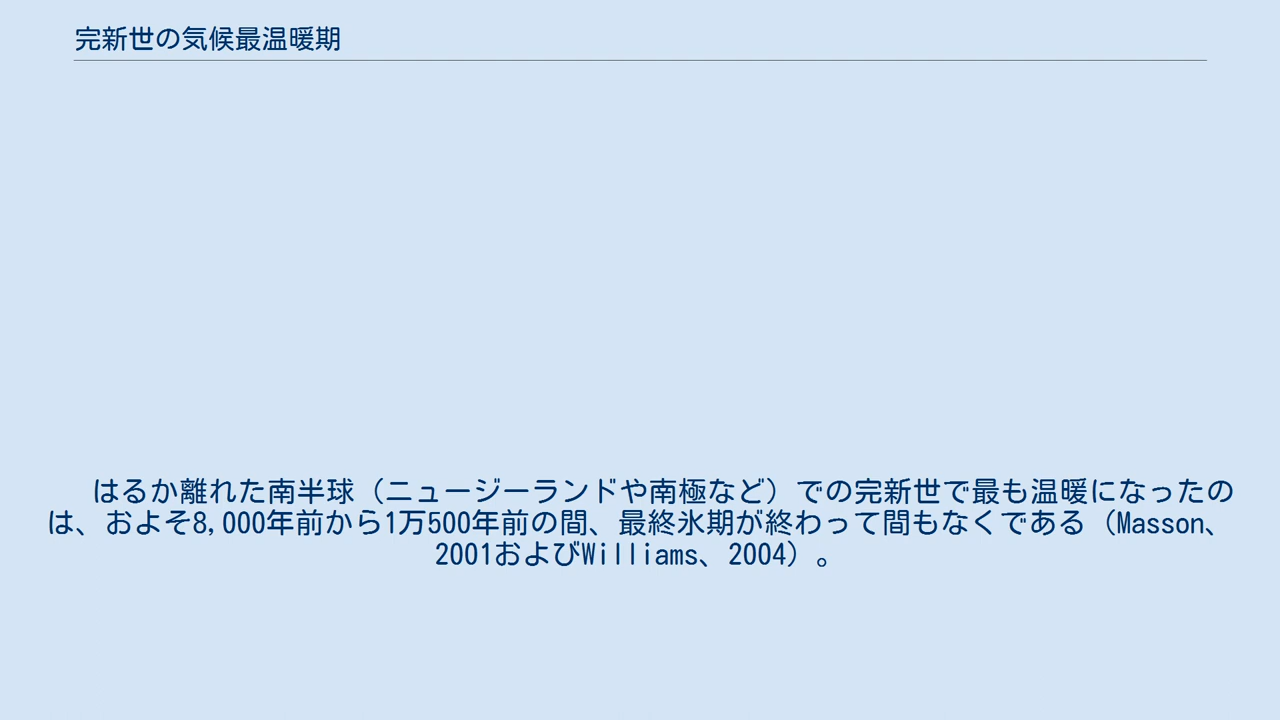 完新世の気候最温暖期
はるか離れた南半球（ニュージーランドや南極など）での完新世で最も温暖になったの
は、およそ8,000年前から1万500年前の間、最終氷期が終わって間もなくである（Masson、
2001およびWilliams、2004）。